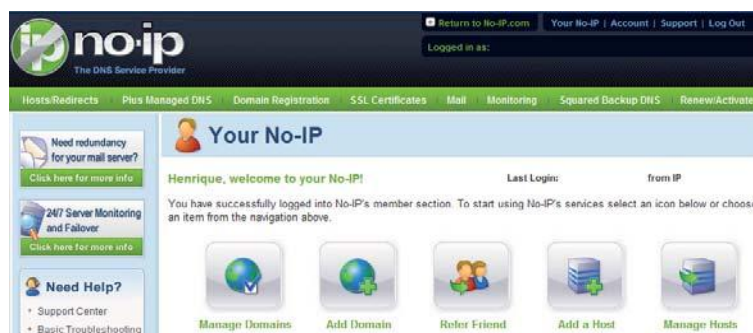 no-ip
The DNS Service Provider
Return to No-IP.com
Your No-IP | Account | Support | Log Out
Logged in as:
Hosts/Redirects Plus Managed DNS Domain Registration SSL Certificates Mail Monitoring Squared Backup DNS Renew/Activate
Need redundancy
for your mail server?
Click here for more info
24/7 Server Monitoring
and Failover
Click here for more info
Need Help?
Support Center
Basic Troubleshooting
Your No-IP
Henrique, welcome to your No-IP! Last Login: from IP
You have successfully logged into No-IP's member section. To start using No-IP's services select an icon below or choose
an item from the navigation above.
Manage Domains Add Domain Refer Friend Add a Host Manage Hosts